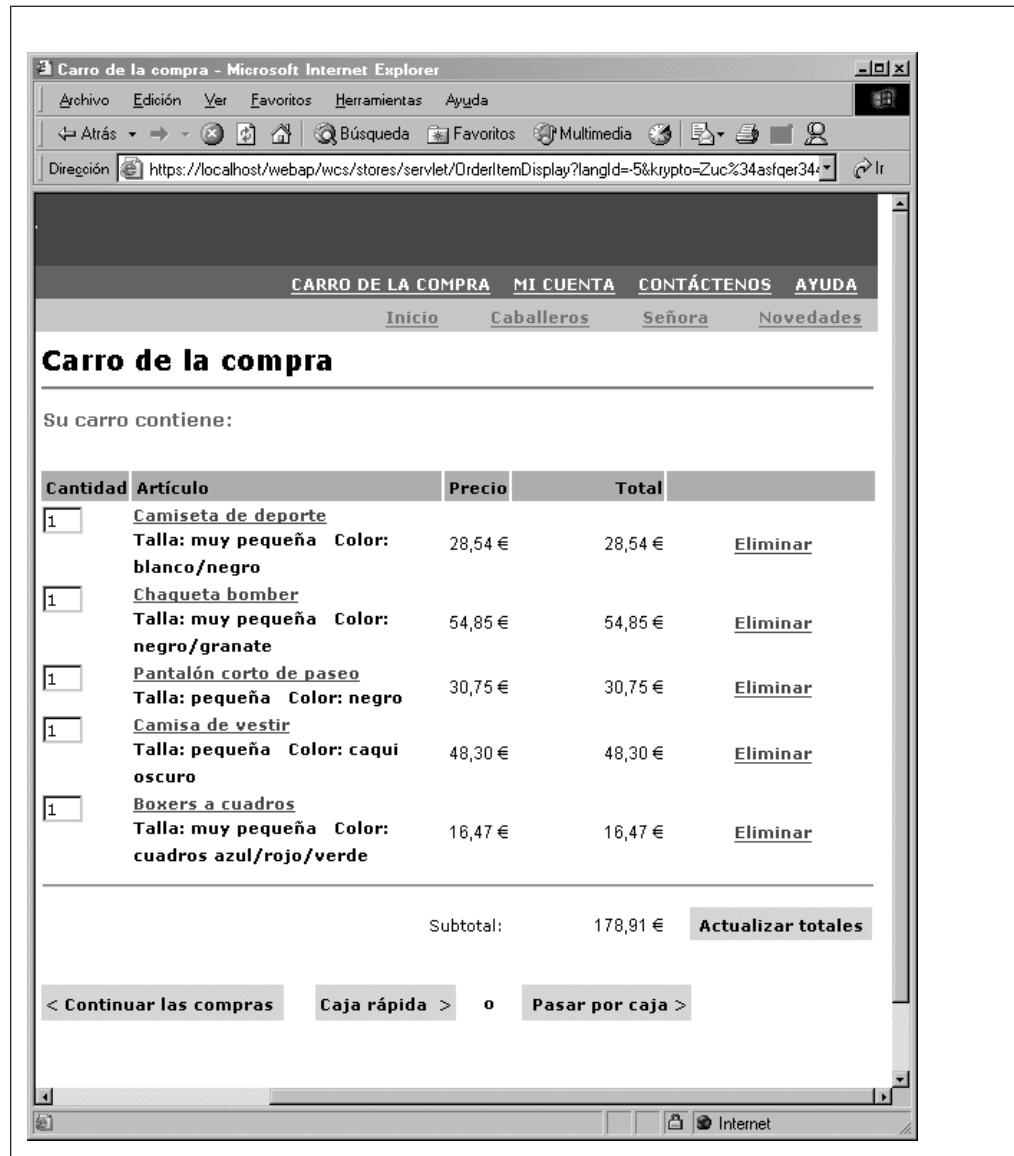 Carro de la compra - Microsoft Internet Explorer
Archivo Edición Ver Favoritos Herramientas Ayuda
Atrás Búsqueda Favoritos Multimedia
Dirección https://localhost/webap/wcs/stores/servlet/OrderItemDisplay?langId=-5&krypto=Zuc%34asfqer344 Ir
CARRO DE LA COMPRA MI CUENTA CONTÁCTENOS AYUDA
Inicio Caballeros Señora Novedades
Carro de la compra
Su carro contiene:
Cantidad Artículo Precio Total
1 Camiseta de deporte
Talla: muy pequeña Color:
blanco/negro
28,54 € 28,54 € Eliminar
1 Chaqueta bomber
Talla: muy pequeña Color:
negro/granate
54,85 € 54,85 € Eliminar
1 Pantalón corto de paseo
Talla: pequeña Color: negro
30,75 € 30,75 € Eliminar
1 Camisa de vestir
Talla: pequeña Color: caqui
oscuro
48,30 € 48,30 € Eliminar
1 Boxers a cuadros
Talla: muy pequeña Color:
cuadros azul/rojo/verde
16,47 € 16,47 € Eliminar
Subtotal: 178,91 € Actualizar totales
< Continuar las compras Caja rápida > o Pasar por caja >
Internet